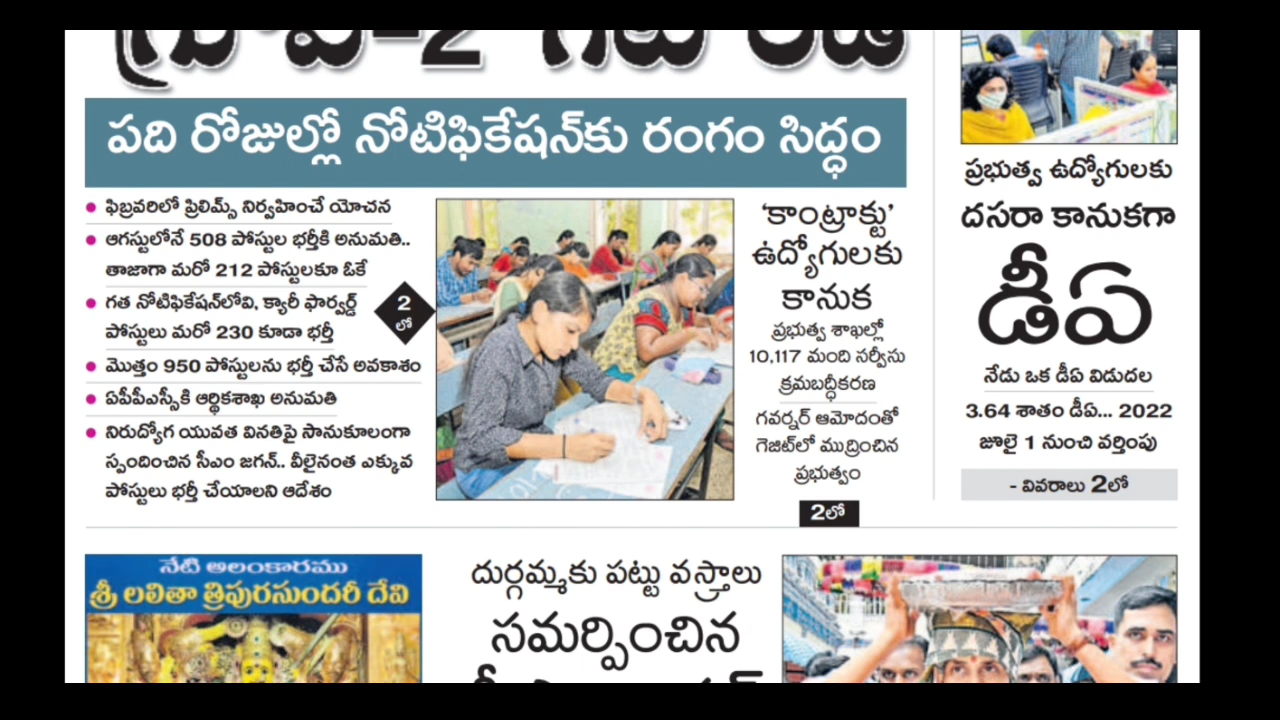 గ్రూప్-2 గెట్ రెడీ
పది రోజుల్లో నోటిఫికేషన్‌కు రంగం సిద్ధం
ఫిబ్రవరిలో ప్రిలిమ్స్ నిర్వహించే యోచన
ఆగస్టులోనే 508 పోస్టుల భర్తీకి అనుమతి..
తాజాగా మరో 212 పోస్టులకూ ఓకే
గత నోటిఫికేషన్‌లోవి, క్యారీ ఫార్వర్డ్
పోస్టులు మరో 230 కూడా భర్తీ
మొత్తం 950 పోస్టులను భర్తీ చేసే అవకాశం
ఏపీపీఎస్సీకి ఆర్థికశాఖ అనుమతి
నిరుద్యోగ యువత వినతిపై సానుకూలంగా
స్పందించిన సీఎం జగన్.. వీలైనంత ఎక్కువ
పోస్టులు భర్తీ చేయాలని ఆదేశం
2
లో
‘కాంట్రాక్టు’
ఉద్యోగులకు
కానుక
ప్రభుత్వ శాఖల్లో
10,117 మంది సర్వీసు
క్రమబద్ధీకరణ
గవర్నర్ ఆమోదంతో
గెజిట్‌లో ముద్రించిన
ప్రభుత్వం
2లో
ప్రభుత్వ ఉద్యోగులకు
దసరా కానుకగా
డీఏ
నేడు ఒక డీఏ విడుదల
3.64 శాతం డీఏ... 2022
జూలై 1 నుంచి వర్తింపు
- వివరాలు 2లో
నేటి అలంకారము
శ్రీ లలితా త్రిపురసుందరీ దేవి
దుర్గమ్మకు పట్టు వస్త్రాలు
సమర్పించిన